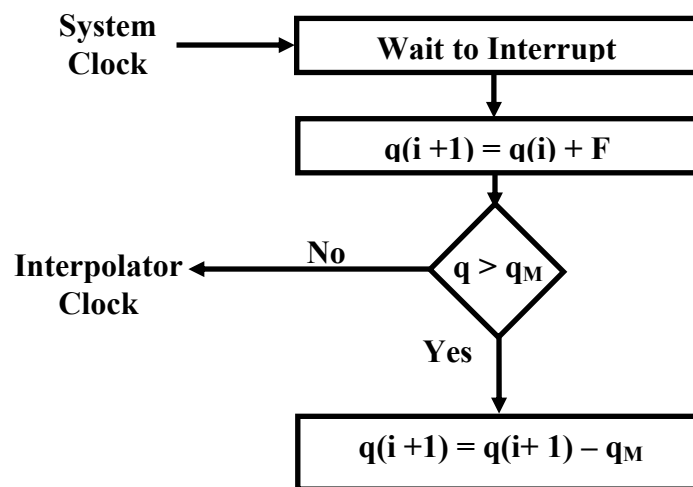 System
Clock
Wait to Interrupt
q(i +1) = q(i) + F
No
q > qM
Interpolator
Clock
Yes
q(i +1) = q(i+ 1) – qM